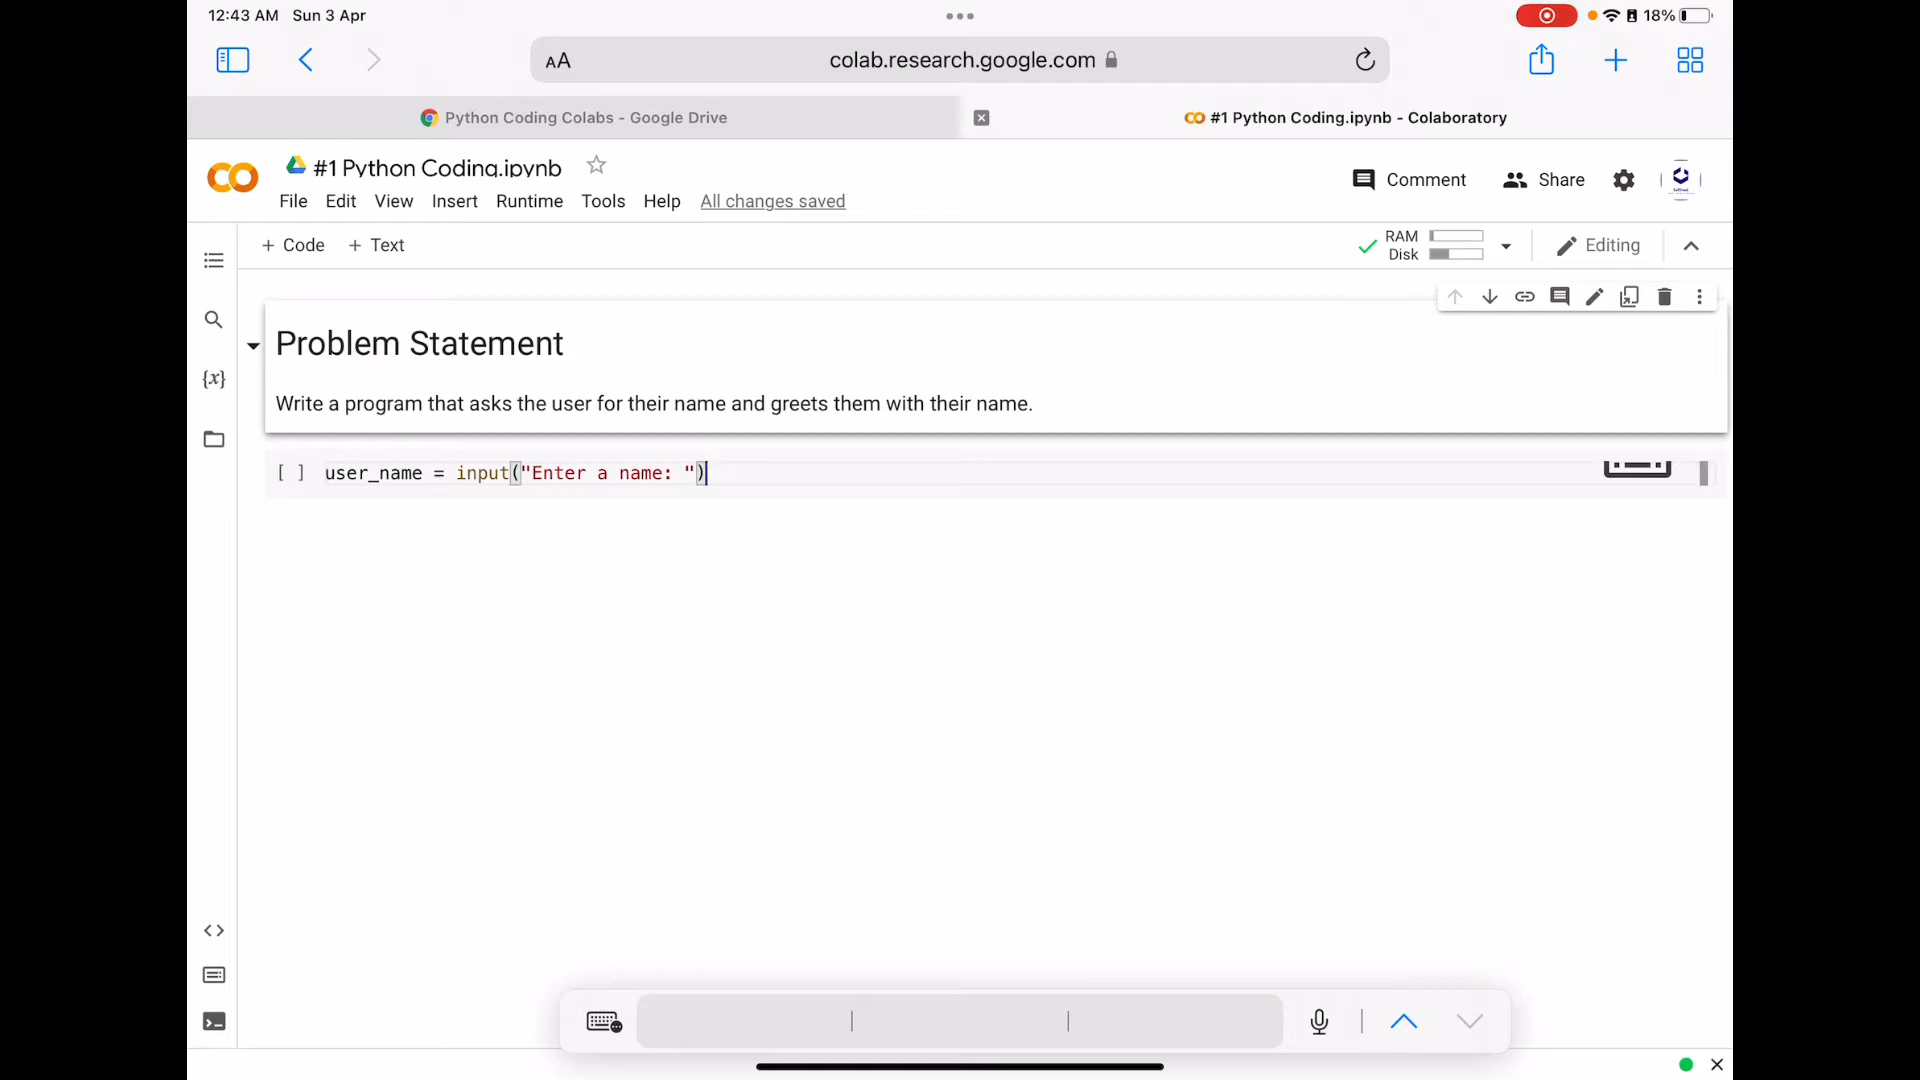 12:43 AM Sun 3 Apr
18%
AA colab.research.google.com
Python Coding Colabs - Google Drive
#1 Python Coding.ipynb - Colaboratory
#1 Python Coding.ipynb
Comment
Share
File Edit View Insert Runtime Tools Help All changes saved
+ Code + Text
RAM
Disk
Editing
Problem Statement
Write a program that asks the user for their name and greets them with their name.
[ ] user_name = input("Enter a name: ")